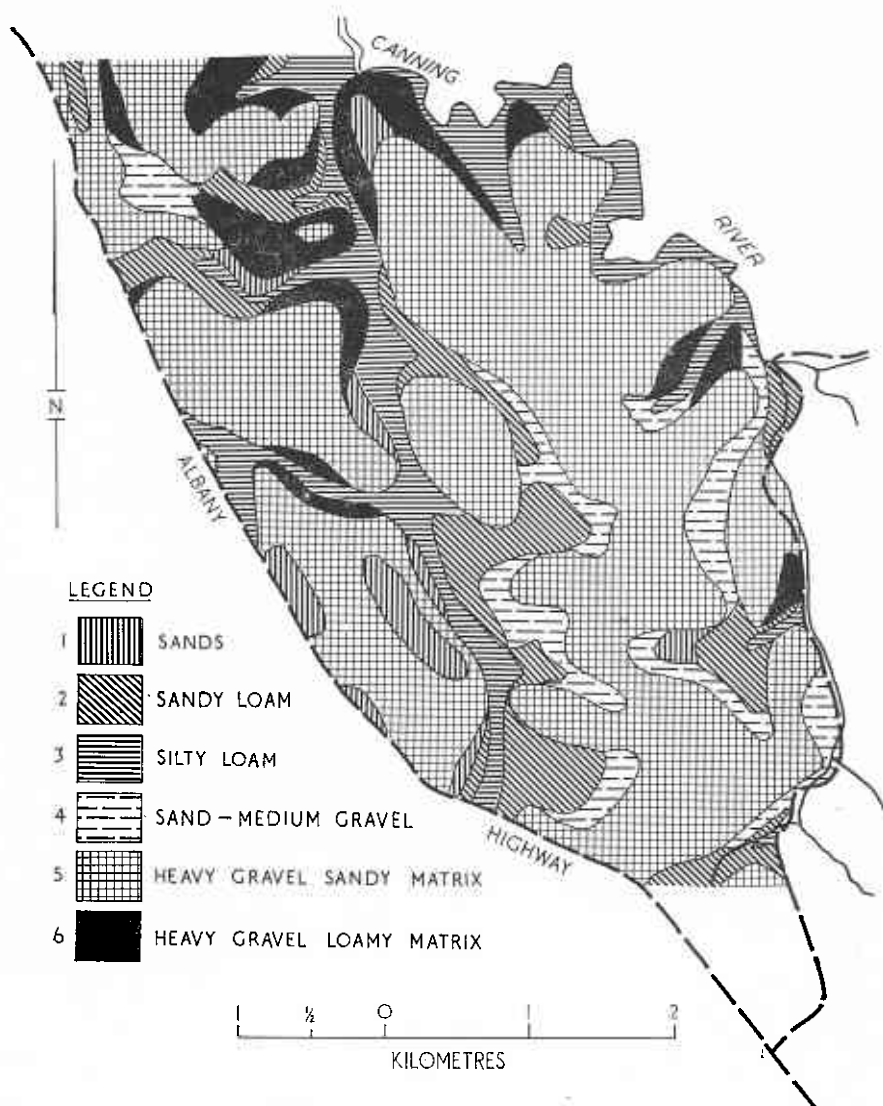 CANNING
RIVER
N
ALBANY
HIGHWAY
LEGEND
1 SANDS
2 SANDY LOAM
3 SILTY LOAM
4 SAND-MEDIUM GRAVEL
5 HEAVY GRAVEL SANDY MATRIX
6 HEAVY GRAVEL LOAMY MATRIX
1 ½ 0 1 2
KILOMETRES